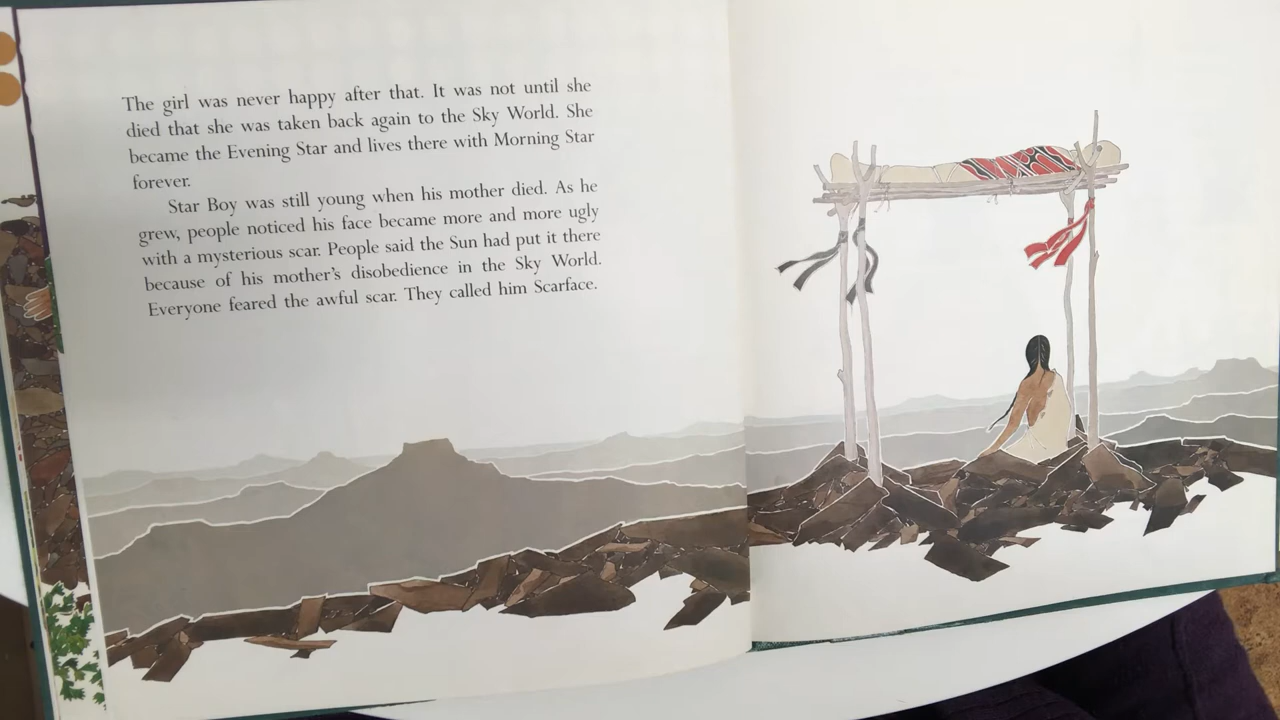 The girl was never happy after that. It was not until she
died that she was taken back again to the Sky World. She
became the Evening Star and lives there with Morning Star
forever.
Star Boy was still young when his mother died. As he
grew, people noticed his face became more and more ugly
with a mysterious scar. People said the Sun had put it there
because of his mother's disobedience in the Sky World.
Everyone feared the awful scar. They called him Scarface.